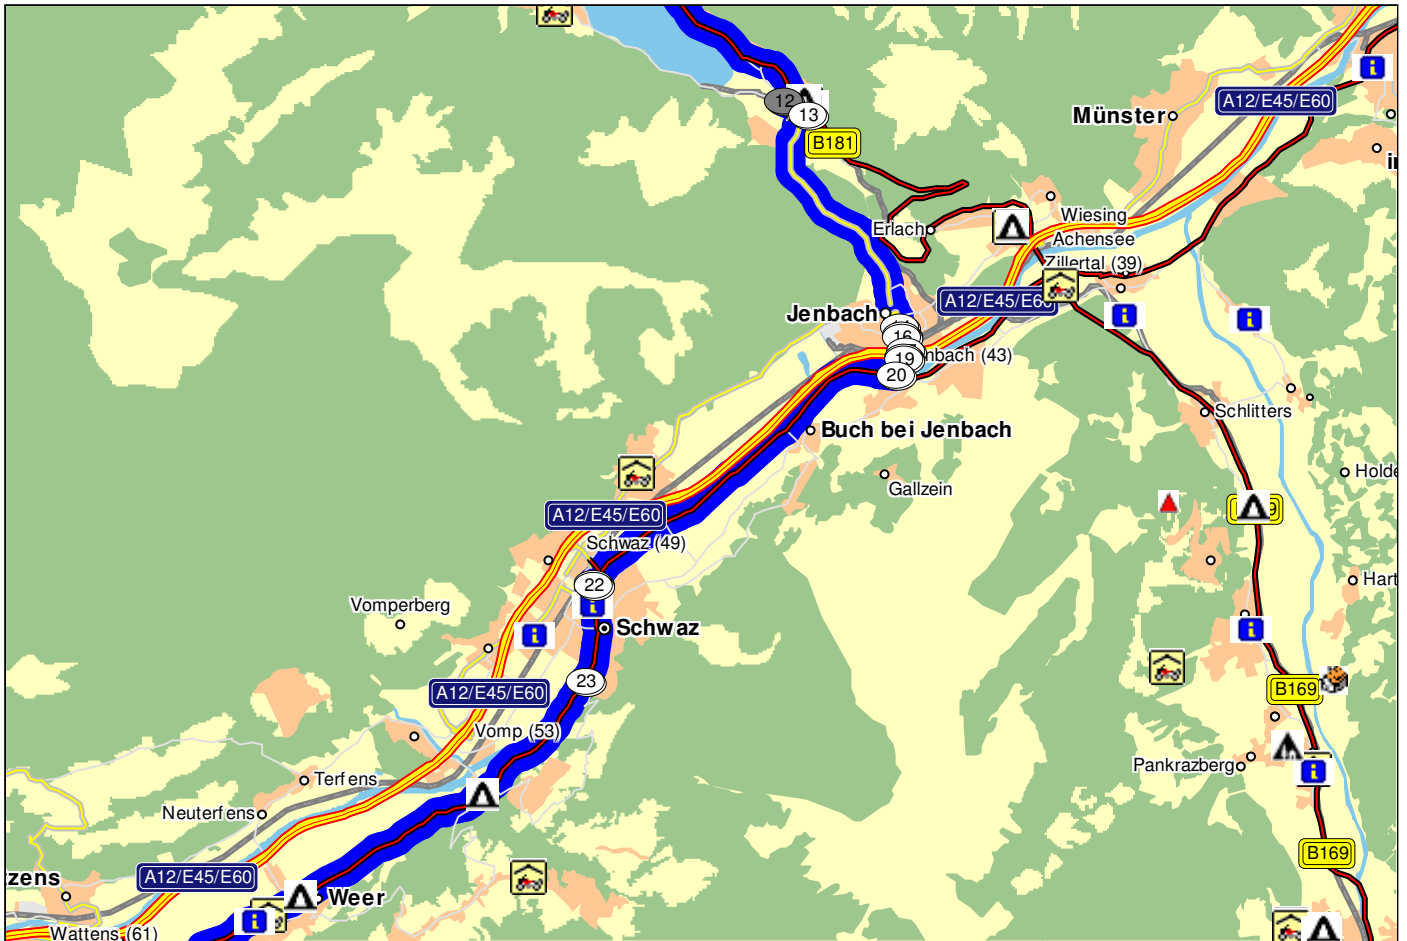 12
13
B181
A12/E45/E60
Münster
Erlach
Wiesing
Achensee
Zillertal (39)
A12/E45/E60
Jenbach
16
19
nbach (43)
20
Schlitters
Buch bei Jenbach
Holde
Gallzein
9
A12/E45/E60
Schwaz (49)
22
Hart
Vomperberg
Schwaz
23
A12/E45/E60
B169
Vomp (53)
Terfens
Pankrazberg
Neuterfens
B169
zens
A12/E45/E60
Weer
Wattens (61)